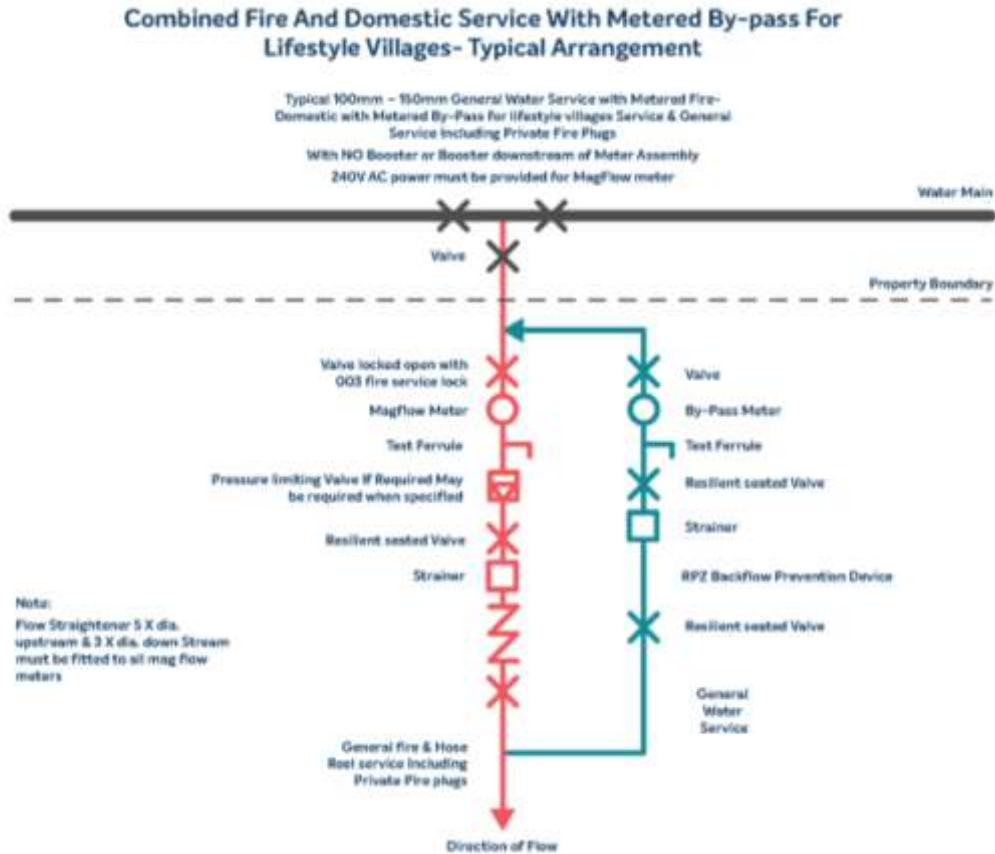 Combined Fire And Domestic Service With Metered By-pass For
Lifestyle Villages- Typical Arrangement
Typical 100mm - 150mm General Water Service with Metered Fire-
Domestic with Metered By-Pass for lifestyle villages Service & General
Service Including Private Fire Plugs
With NO Booster or Booster downstream of Meter Assembly
240V AC power must be provided for Magflow meter
Water Main
Valve
Property Boundary
Valve locked open with
003 fire service lock
Valve
Magflow Meter
By-Pass Meter
Test Ferrule
Test Ferrule
Pressure limiting Valve If Required May
be required when specified
Resilient seated Valve
Resilient seated Valve
Strainer
Strainer
RPZ Backflow Prevention Device
Note:
Flow Straightener 5 X dia.
upstream & 3 X dia. down Stream
must be fitted to all mag flow
meters
Resilient seated Valve
General
Water
Service
General fire & Hose
Reel service Including
Private Fire plugs
Direction of Flow